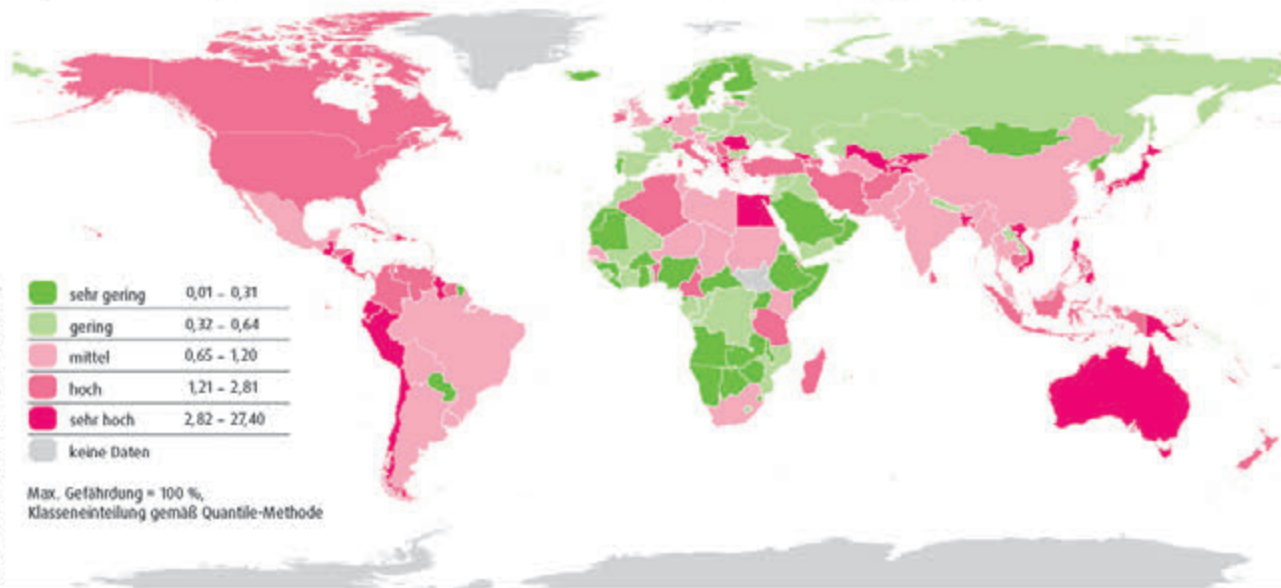 sehr gering 0,01 – 0,31
gering 0,32 – 0,64
mittel 0,65 – 1,20
hoch 1,21 – 2,81
sehr hoch 2,82 – 27,40
keine Daten
Max. Gefährdung = 100 %,
Klasseneinteilung gemäß Quantile-Methode